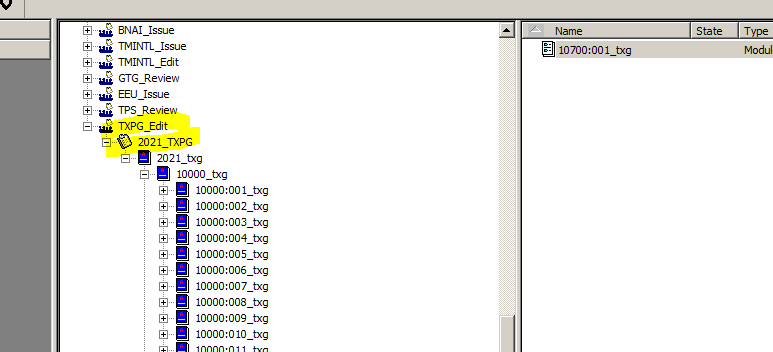 BNAI_Issue
TMINTL_Issue
TMINTL_Edit
GTG_Review
EEU_Issue
TPS_Review
TXPG_Edit
2021_TXPG
2021_txg
10000_txg
10000:001_txg
10000:002_txg
10000:003_txg
10000:004_txg
10000:005_txg
10000:006_txg
10000:007_txg
10000:008_txg
10000:009_txg
10000:010_txg
10000:011_txg
Name State Type
10700:001_txg Modul